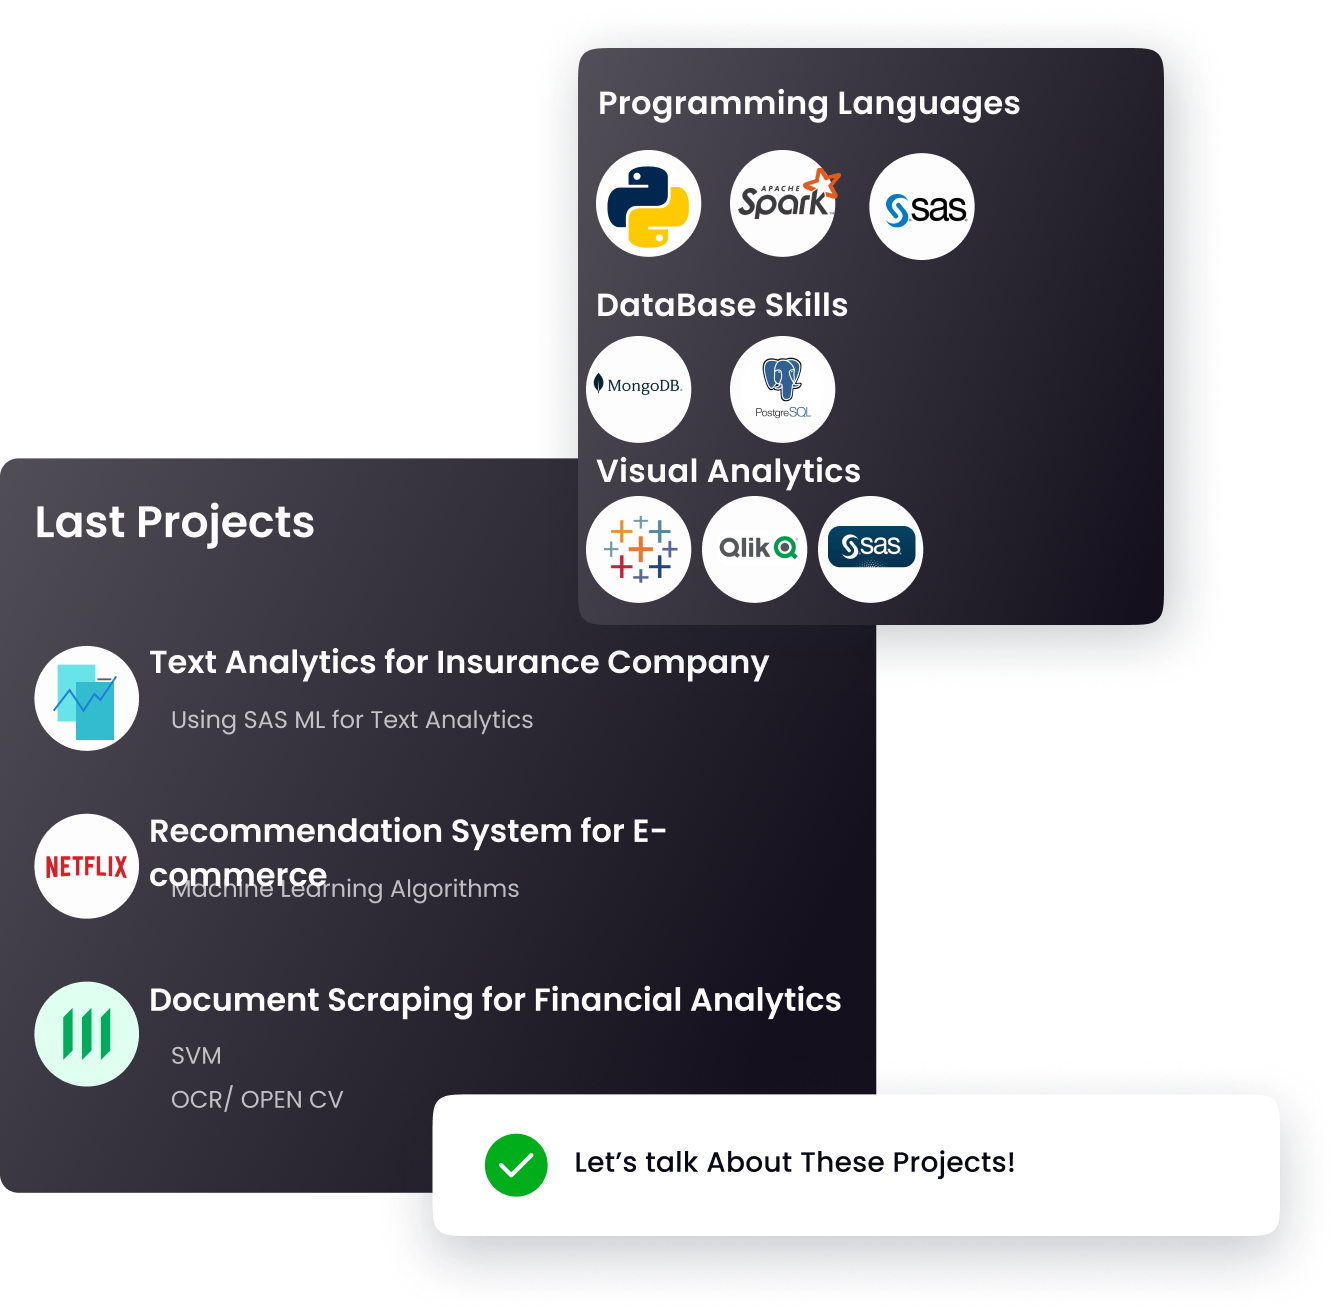 Programming Languages
APACHE
Spark
sas
DataBase Skills
MongoDB
PostgreSQL
Visual Analytics
Qlik
sas
Last Projects
Text Analytics for Insurance Company
Using SAS ML for Text Analytics
NETFLIX
Recommendation System for E-
commerce
Machine Learning Algorithms
Document Scraping for Financial Analytics
SVM
OCR/ OPEN CV
Let’s talk About These Projects!